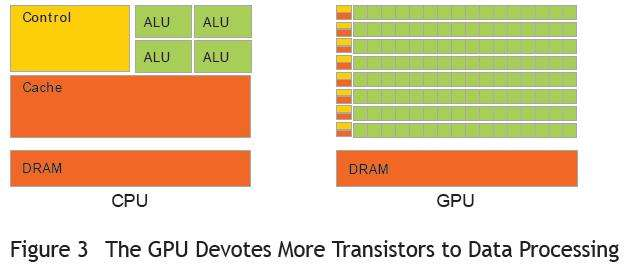 Control
ALU ALU
ALU ALU
Cache
DRAM
CPU
DRAM
GPU
Figure 3 The GPU Devotes More Transistors to Data Processing